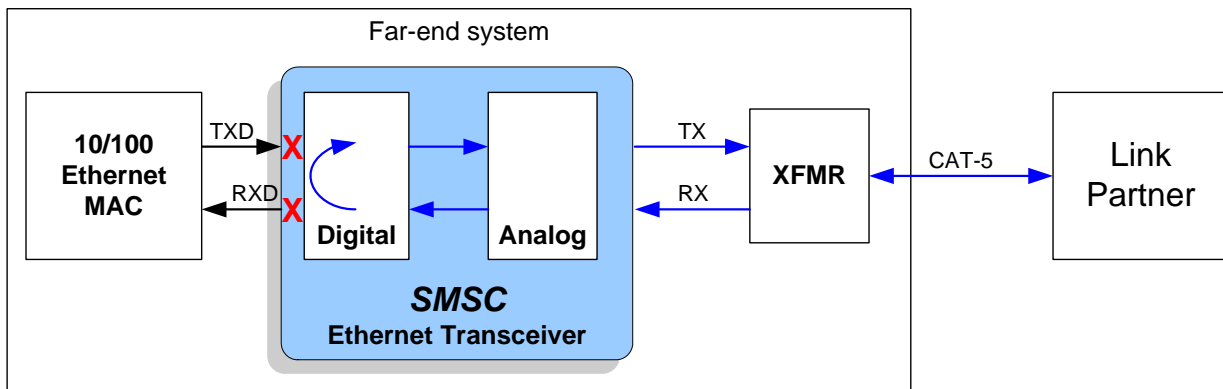 Far-end system
10/100
Ethernet
MAC
TXD
RXD
X
X
Digital
Analog
SMSC
Ethernet Transceiver
TX
RX
XFMR
CAT-5
Link
Partner